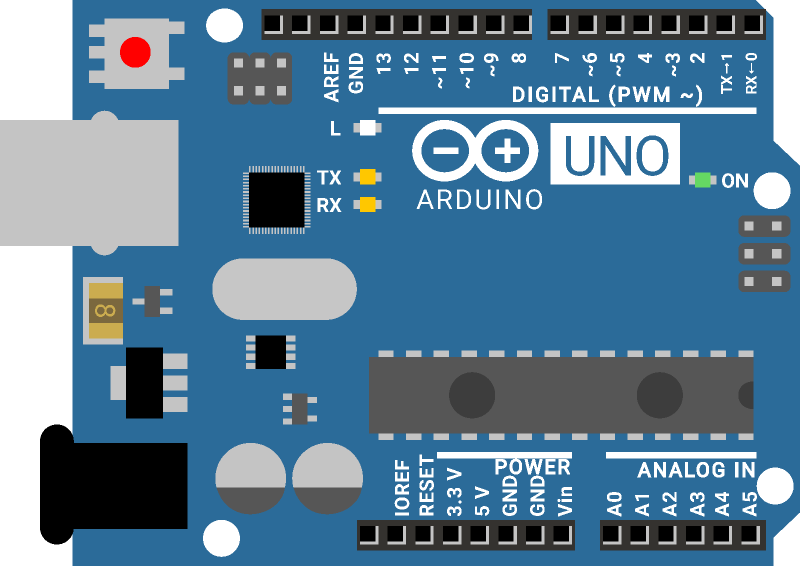 AREF
GND
13
12
~11
~10
~9
8
7
~6
~5
4
~3
2
TX→1
RX←0
DIGITAL (PWM ~)
L
TX
RX
UNO
ARDUINO
ON
8
POWER
ANALOG IN
IOREF
RESET
3.3 V
5 V
GND
GND
Vin
A0
A1
A2
A3
A4
A5